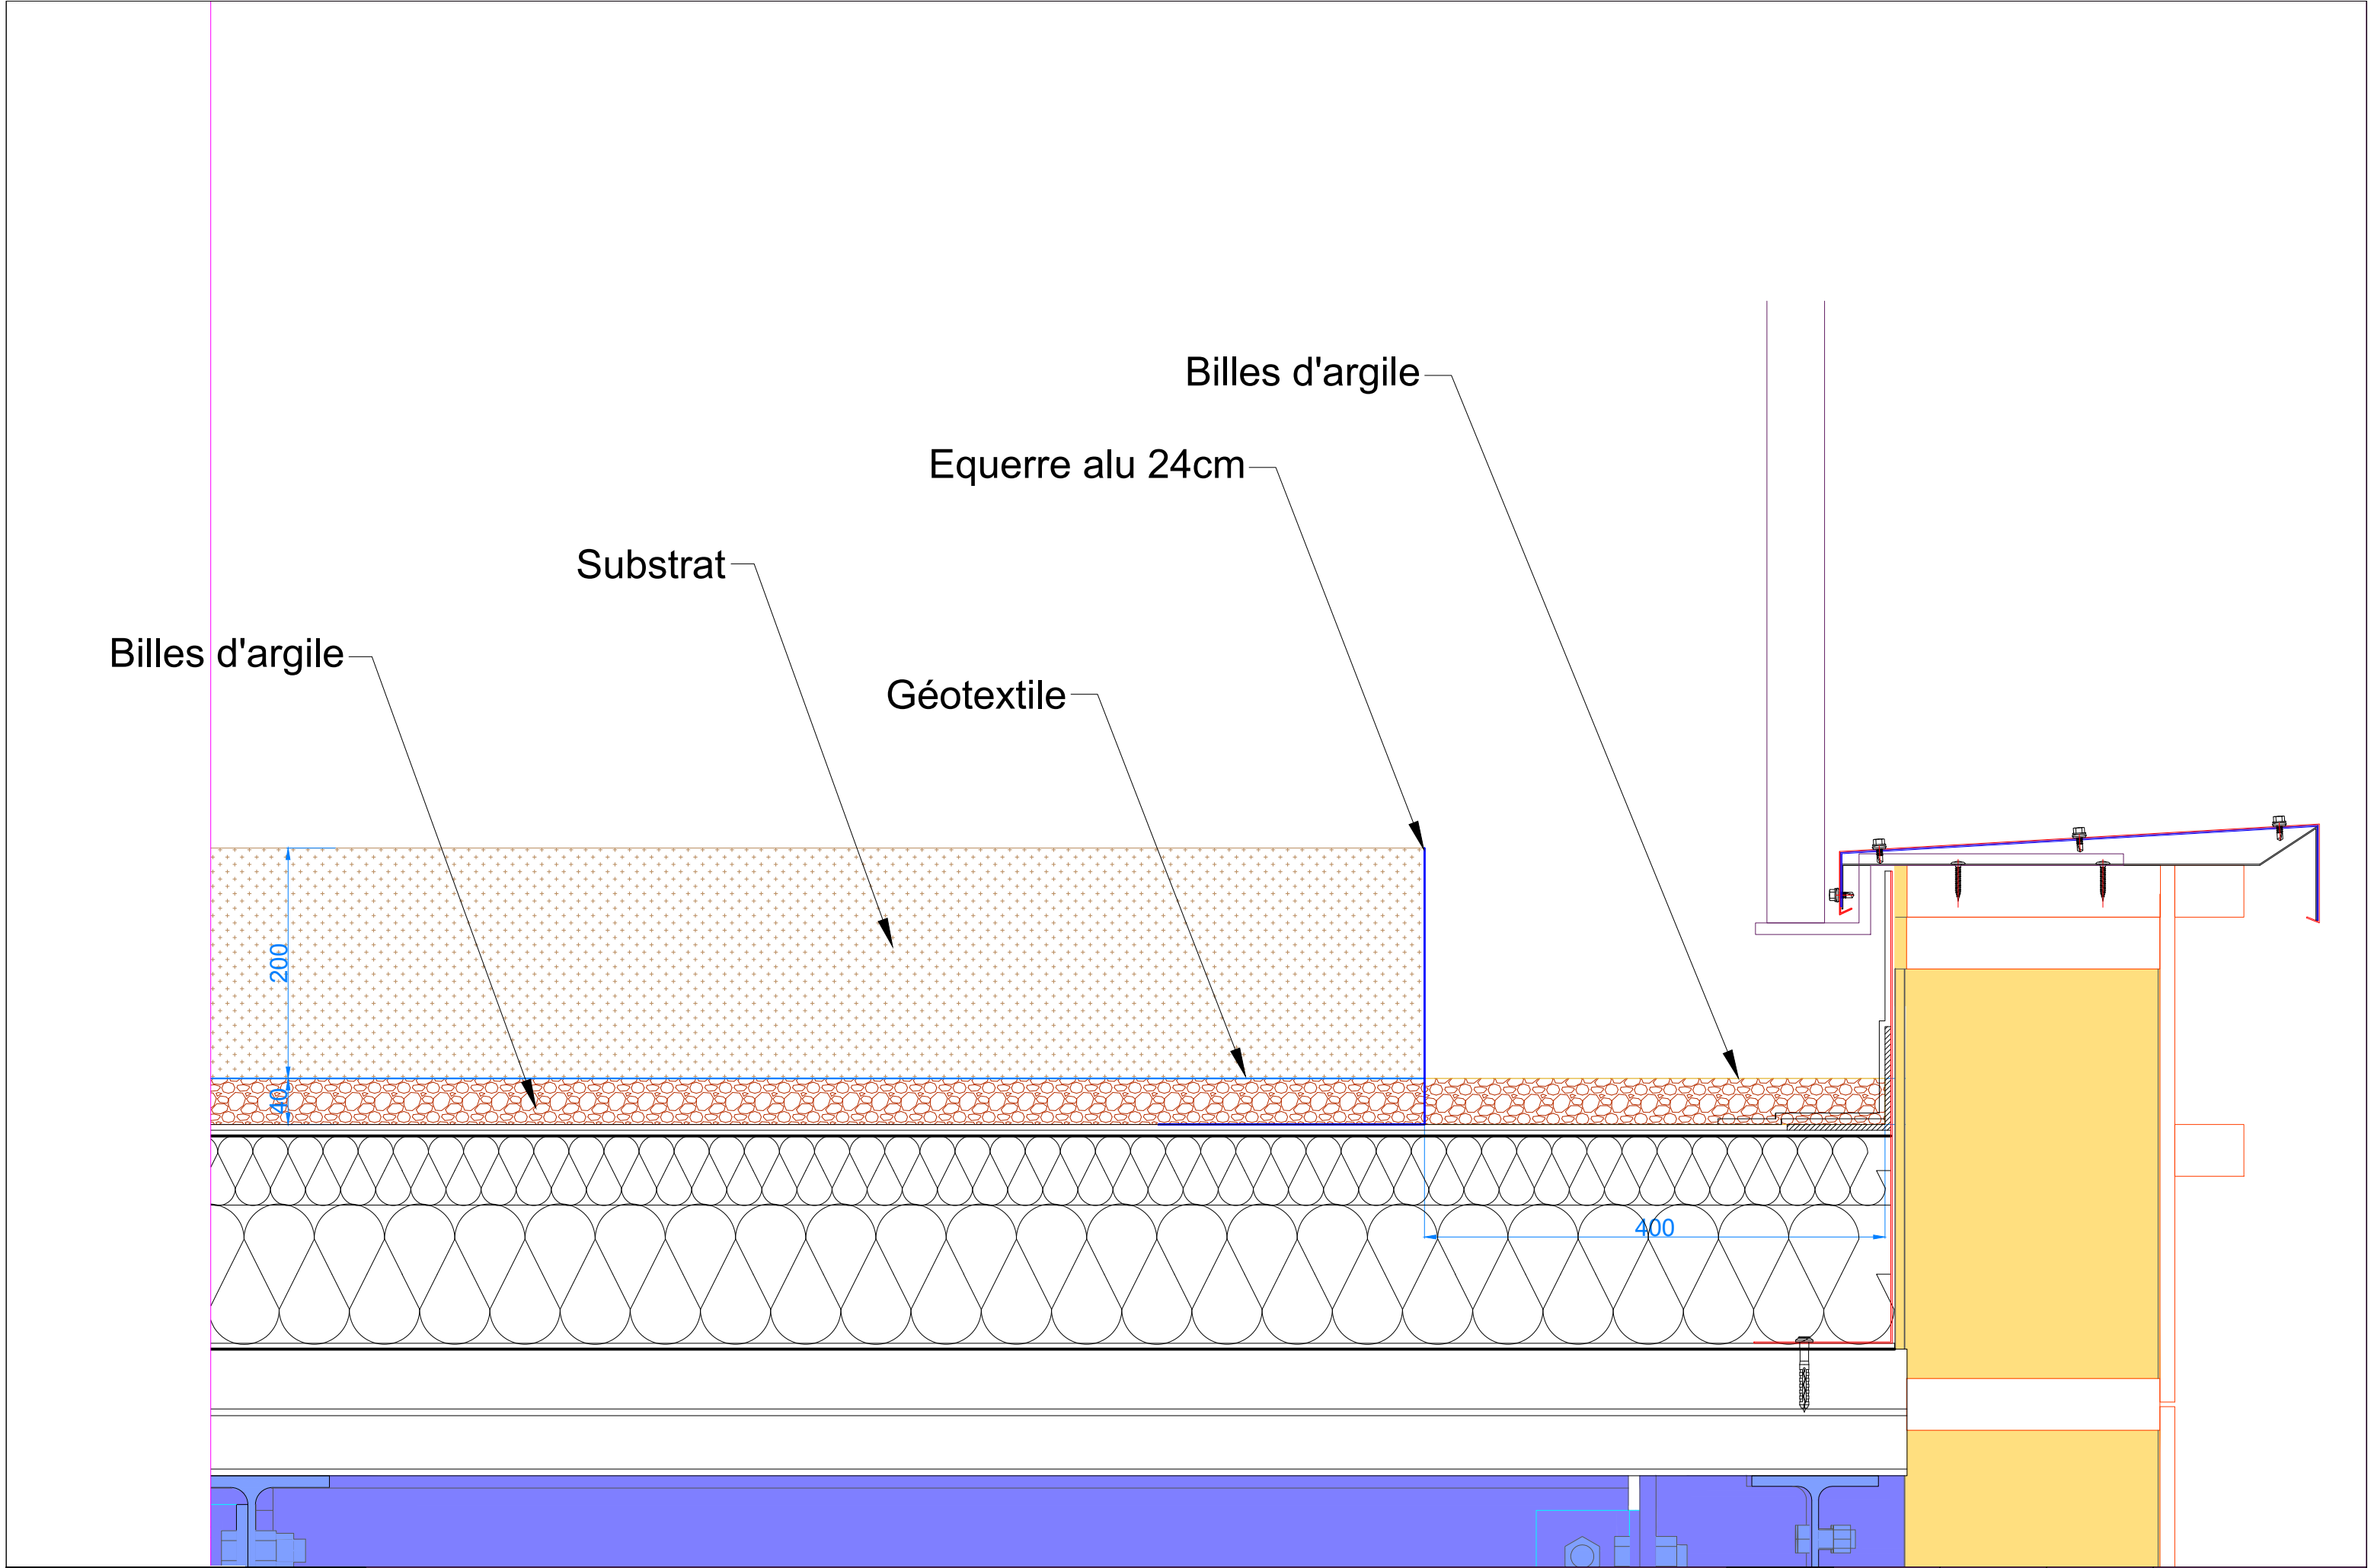 Billes d'argile
Equerre alu 24cm
Substrat
Billes d'argile
Géotextile
200
40
400